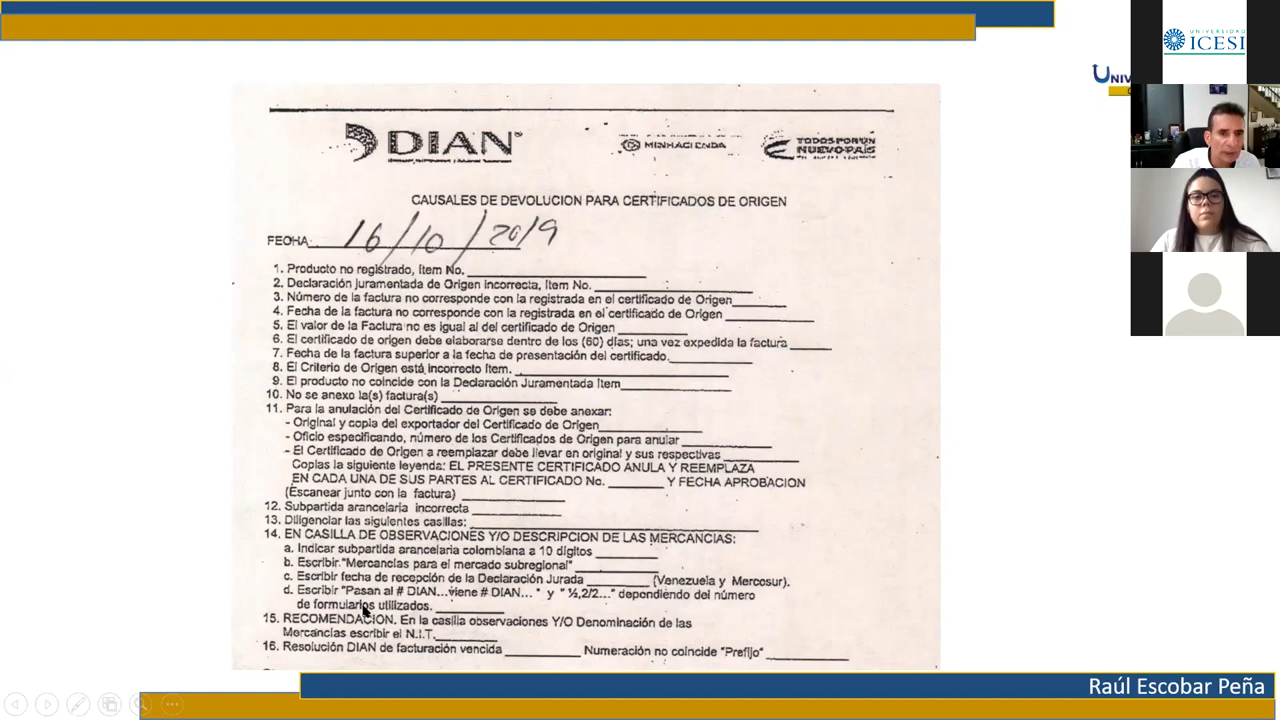 UNIVERSIDAD
ICESI
DIAN
MINHACIENDA
TODOS POR UN
NUEVO PAÍS
CAUSALES DE DEVOLUCION PARA CERTIFICADOS DE ORIGEN
FECHA 16/10/2019
1. Producto no registrado, Item No.
2. Declaración juramentada de Origen incorrecta, Item No.
3. Número de la factura no corresponde con la registrada en el certificado de Origen
4. Fecha de la factura no corresponde con la registrada en el certificado de Origen
5. El valor de la Factura no es igual al del certificado de Origen
6. El certificado de origen debe elaborarse dentro de los (60) días; una vez expedida la factura
7. Fecha de la factura superior a la fecha de presentación del certificado.
8. El Criterio de Origen está incorrecto Item.
9. El producto no coincide con la Declaración Juramentada Item
10. No se anexo la(s) factura(s)
11. Para la anulación del Certificado de Origen se debe anexar:
- Original y copia del exportador del Certificado de Origen
- Oficio especificando, número de los Certificados de Origen para anular
- El Certificado de Origen a reemplazar debe llevar en original y sus respectivas
Copias la siguiente leyenda: EL PRESENTE CERTIFICADO ANULA Y REEMPLAZA
EN CADA UNA DE SUS PARTES AL CERTIFICADO No. Y FECHA APROBACION
(Escanear junto con la factura)
12. Subpartida arancelaria incorrecta
13. Diligenciar las siguientes casillas:
14. EN CASILLA DE OBSERVACIONES Y/O DESCRIPCION DE LAS MERCANCIAS:
a. Indicar subpartida arancelaria colombiana a 10 dígitos
b. Escribir "Mercancías para el mercado subregional"
c. Escribir fecha de recepción de la Declaración Jurada (Venezuela y Mercosur).
d. Escribir "Pasan al # DIAN...viene # DIAN... " y " ½,2/2..." dependiendo del número
de formularios utilizados.
15. RECOMENDACION. En la casilla observaciones Y/O Denominación de las
Mercancías escribir el N.I.T.
16. Resolución DIAN de facturación vencida Numeración no coincide "Prefijo"
Raúl Escobar Peña